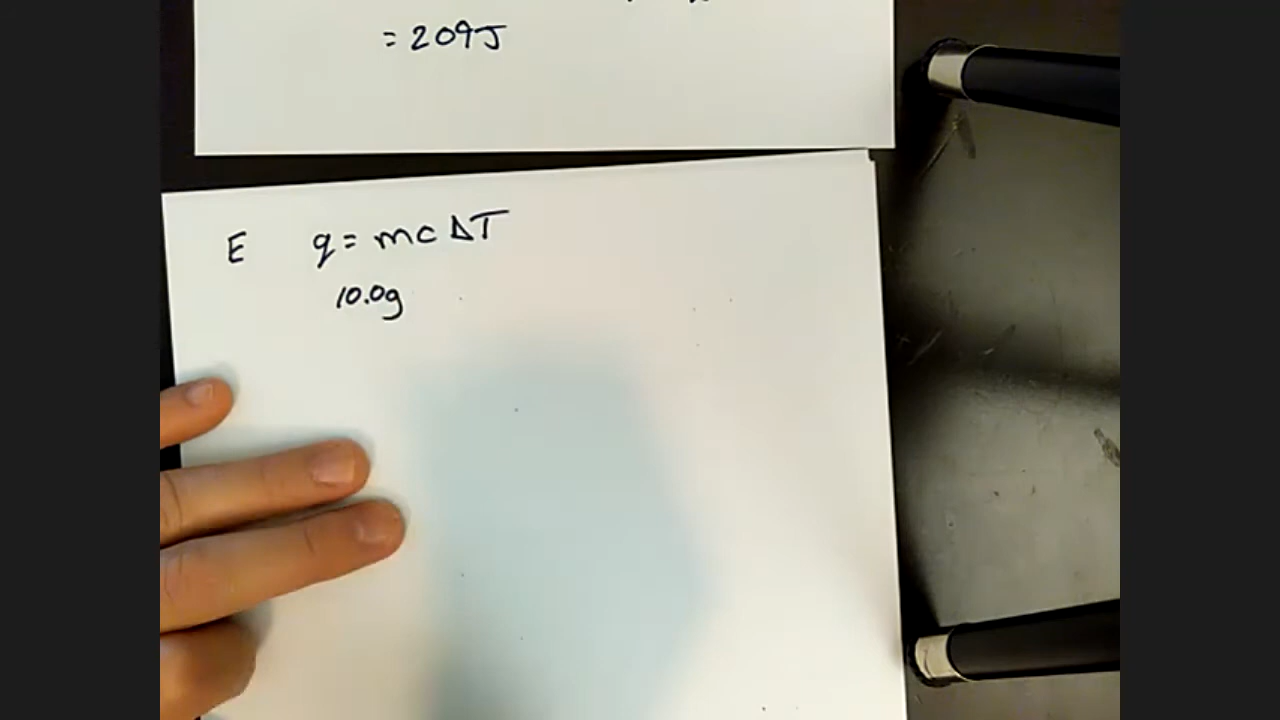 = 209J
E q = mcΔT
10.0g